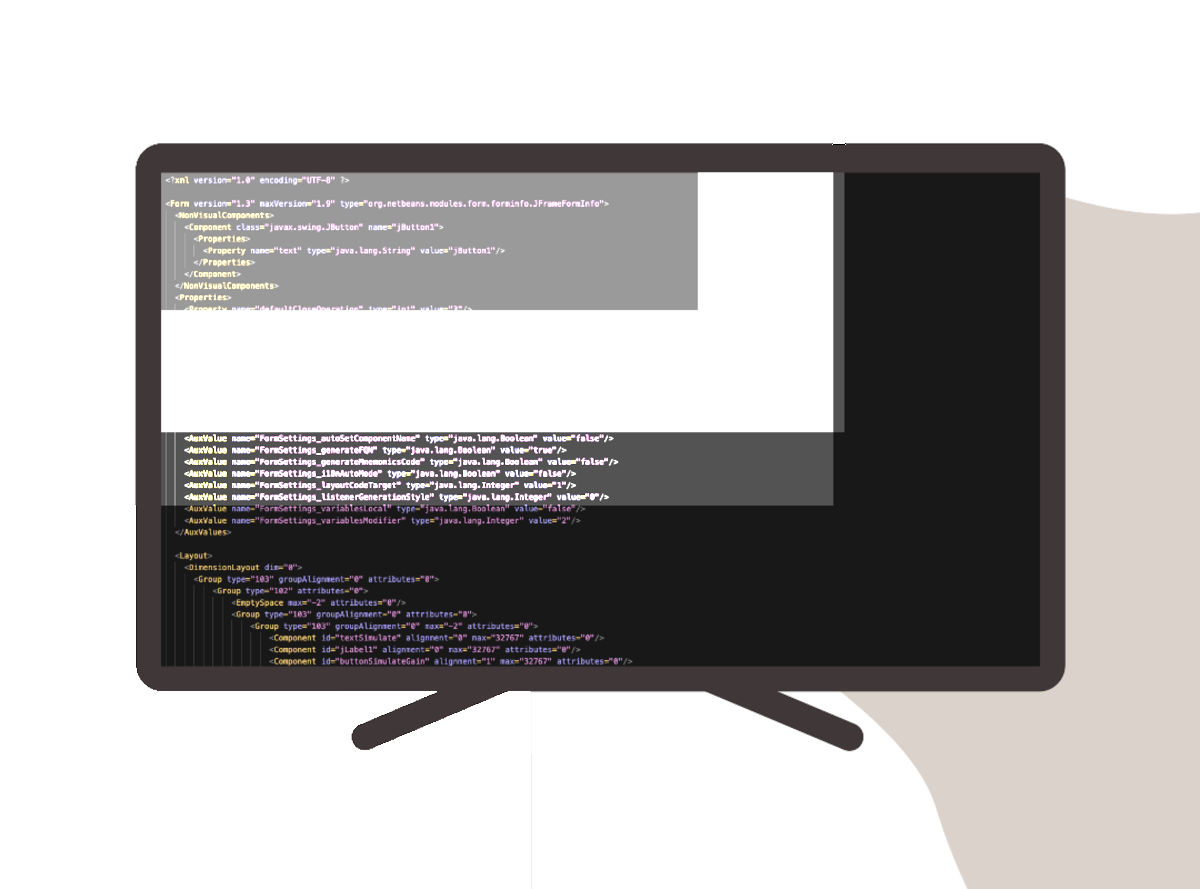 <?xml version="1.0" encoding="UTF-8" ?>
<Form version="1.3" maxVersion="1.9" type="org.netbeans.modules.form.forminfo.JFrameFormInfo">
<NonVisualComponents>
<Component class="javax.swing.JButton" name="jButton1">
<Properties>
<Property name="text" type="java.lang.String" value="jButton1"/>
</Properties>
</Component>
</NonVisualComponents>
<Properties>
<Property name="defaultCloseOperation" type="int" value="3"/>
<AuxValue name="FormSettings_autoSetComponentName" type="java.lang.Boolean" value="false"/>
<AuxValue name="FormSettings_generateFQN" type="java.lang.Boolean" value="true"/>
<AuxValue name="FormSettings_generateMnemonicsCode" type="java.lang.Boolean" value="false"/>
<AuxValue name="FormSettings_i18nAutoMode" type="java.lang.Boolean" value="false"/>
<AuxValue name="FormSettings_layoutCodeTarget" type="java.lang.Integer" value="1"/>
<AuxValue name="FormSettings_listenerGenerationStyle" type="java.lang.Integer" value="0"/>
<AuxValue name="FormSettings_variablesLocal" type="java.lang.Boolean" value="false"/>
<AuxValue name="FormSettings_variablesModifier" type="java.lang.Integer" value="2"/>
</AuxValues>
<Layout>
<DimensionLayout dim="0">
<Group type="103" groupAlignment="0" attributes="0">
<Group type="102" attributes="0">
<EmptySpace max="-2" attributes="0"/>
<Group type="103" groupAlignment="0" attributes="0">
<Group type="103" groupAlignment="0" max="-2" attributes="0">
<Component id="textSimulate" alignment="0" max="32767" attributes="0"/>
<Component id="jLabel1" alignment="0" max="32767" attributes="0"/>
<Component id="buttonSimulateGain" alignment="1" max="32767" attributes="0"/>